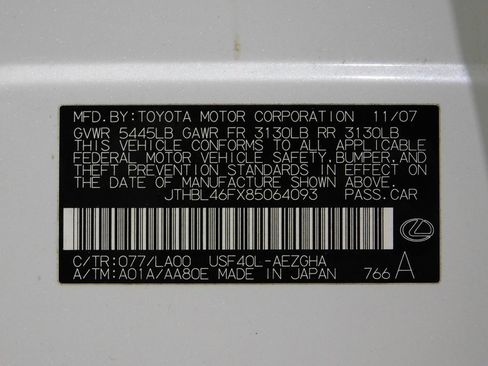 MFD.BY:TOYOTA MOTOR CORPORATION 11/07
GVWR 5445LB GAWR FR 3130LB RR 3130LB
THIS VEHICLE CONFORMS TO ALL APPLICABLE
FEDERAL MOTOR VEHICLE SAFETY,BUMPER,AND
THEFT PREVENTION STANDARDS IN EFFECT ON
THE DATE OF MANUFACTURE SHOWN ABOVE.
JTHBL46FX85064093 PASS.CAR
C/TR:077/LA00 USF40L-AEZGHA
A/TM:A01A/AA80E MADE IN JAPAN 766 A